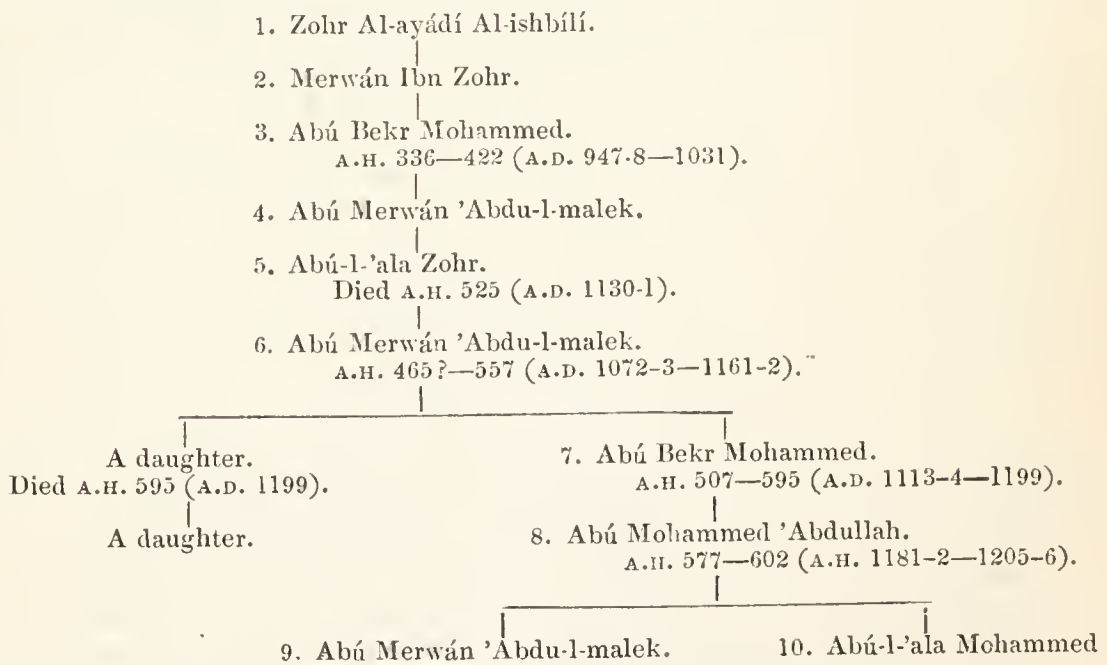 1. Zohr Al-ayádí Al-ishbílí.
2. Merwán Ibn Zohr.
3. Abú Bekr Mohammed.
A.H. 336—422 (A.D. 947-8—1031).
4. Abú Merwán 'Abdu-l-malek.
5. Abú-l-'ala Zohr.
Died A.H. 525 (A.D. 1130-1).
6. Abú Merwán 'Abdu-l-malek.
A.H. 465?—557 (A.D. 1072-3—1161-2).
A daughter.
Died A.H. 595 (A.D. 1199).
A daughter.
7. Abú Bekr Mohammed.
A.H. 507—595 (A.D. 1113-4—1199).
8. Abú Mohammed 'Abdullah.
A.H. 577—602 (A.H. 1181-2—1205-6).
9. Abú Merwán 'Abdu-l-malek. 10. Abú-l-'ala Mohammed